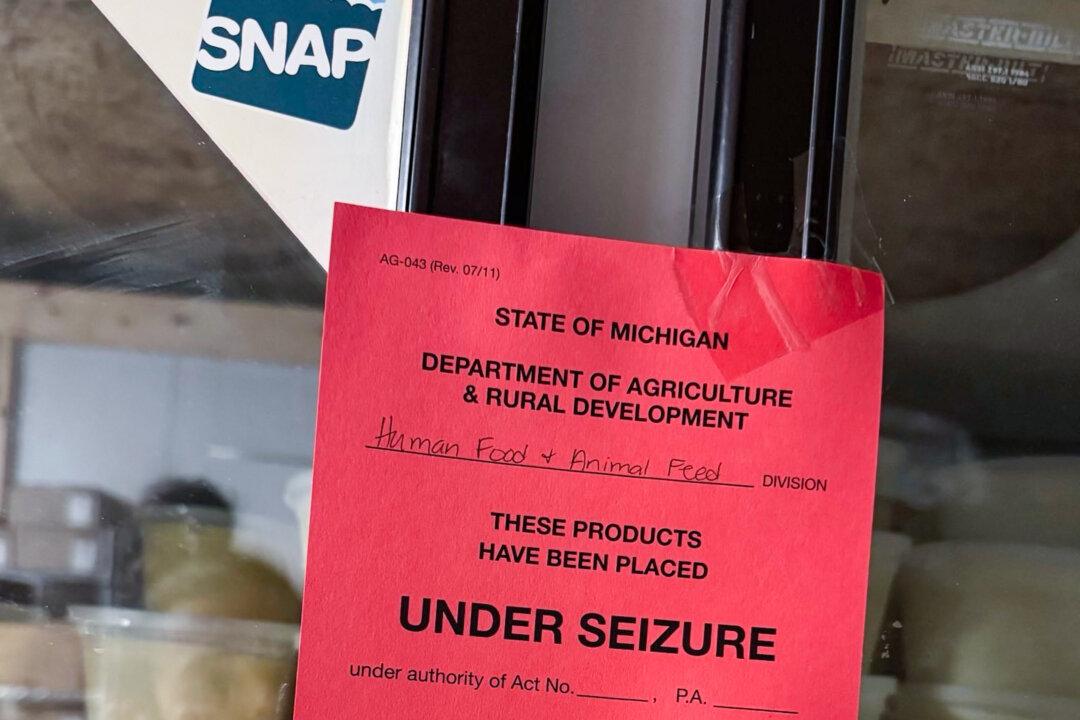 SNAP
AG-043 (Rev. 07/11)
STATE OF MICHIGAN
DEPARTMENT OF AGRICULTURE
& RURAL DEVELOPMENT
Human Food + Animal Feed DIVISION
THESE PRODUCTS
HAVE BEEN PLACED
UNDER SEIZURE
under authority of Act No. , P.A.